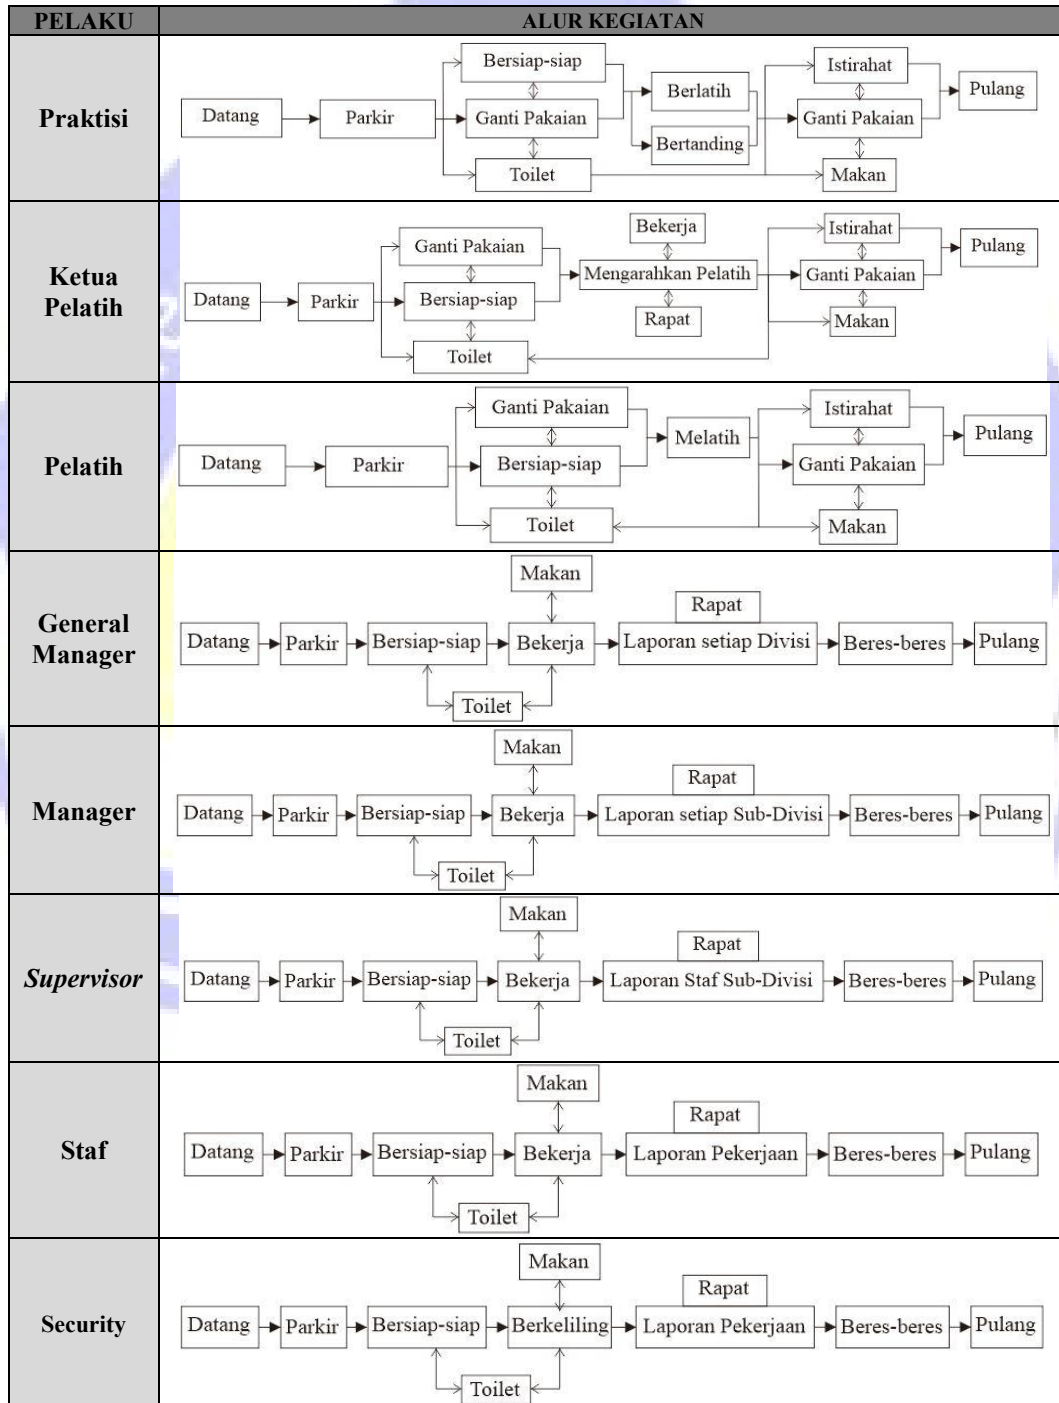 PELAKU ALUR KEGIATAN
Praktisi
Datang
Parkir
Bersiap-siap
Ganti Pakaian
Toilet
Berlatih
Bertanding
Istirahat
Ganti Pakaian
Makan
Pulang
Ketua
Pelatih
Datang
Parkir
Ganti Pakaian
Bersiap-siap
Toilet
Bekerja
Mengarahkan Pelatih
Rapat
Istirahat
Ganti Pakaian
Makan
Pulang
Pelatih
Datang
Parkir
Ganti Pakaian
Bersiap-siap
Toilet
Melatih
Istirahat
Ganti Pakaian
Makan
Pulang
General
Manager
Makan
Rapat
Datang Parkir Bersiap-siap Bekerja Laporan setiap Divisi Beres-beres Pulang
Toilet
Manager
Makan
Rapat
Datang Parkir Bersiap-siap Bekerja Laporan setiap Sub-Divisi Beres-beres Pulang
Toilet
Supervisor
Makan
Rapat
Datang Parkir Bersiap-siap Bekerja Laporan Staf Sub-Divisi Beres-beres Pulang
Toilet
Staf
Makan
Rapat
Datang Parkir Bersiap-siap Bekerja Laporan Pekerjaan Beres-beres Pulang
Toilet
Security
Makan
Rapat
Datang Parkir Bersiap-siap Berkeliling Laporan Pekerjaan Beres-beres Pulang
Toilet